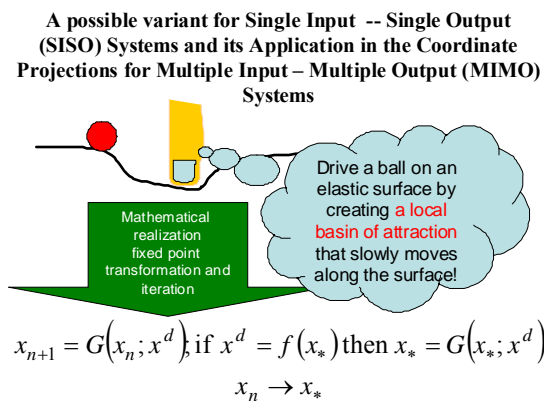 A possible variant for Single Input -- Single Output
(SISO) Systems and its Application in the Coordinate
Projections for Multiple Input – Multiple Output (MIMO)
Systems
Drive a ball on an
elastic surface by
creating a local
basin of attraction
that slowly moves
along the surface!
Mathematical
realization
fixed point
transformation and
iteration
x_{n+1} = G(x_n; x^d); if x^d = f(x_*) then x_* = G(x_*; x^d)
x_n → x_*